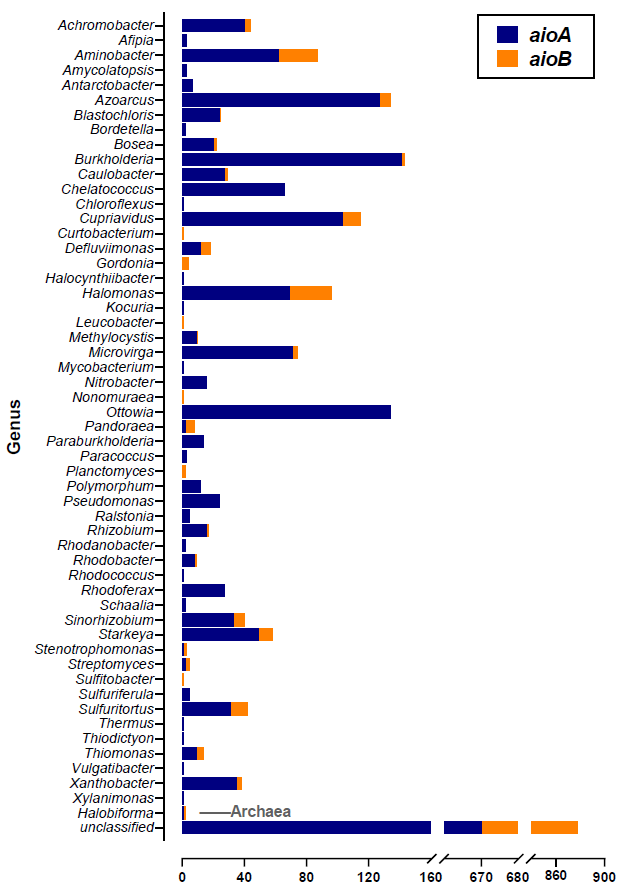 aioA
aioB
Genus
Achromobacter
Afipia
Aminobacter
Amycolatopsis
Antarctobacter
Azoarcus
Blastochloris
Bordetella
Bosea
Burkholderia
Caulobacter
Chelatococcus
Chloroflexus
Cupriavidus
Curtobacterium
Defluviimonas
Gordonia
Halocynthiibacter
Halomonas
Kocuria
Leucobacter
Methylocystis
Microvirga
Mycobacterium
Nitrobacter
Nonomuraea
Ottowia
Pandoraea
Paraburkholderia
Paracoccus
Planctomyces
Polymorphum
Pseudomonas
Ralstonia
Rhizobium
Rhodanobacter
Rhodobacter
Rhodococcus
Rhodoferax
Schaalia
Sinorhizobium
Starkeya
Stenotrophomonas
Streptomyces
Sulfitobacter
Sulfuriferula
Sulfuritortus
Thermus
Thiodictyon
Thiomonas
Vulgatibacter
Xanthobacter
Xylanimonas
Halobiforma Archaea
unclassified
0 40 80 120 160 670 680 860 900